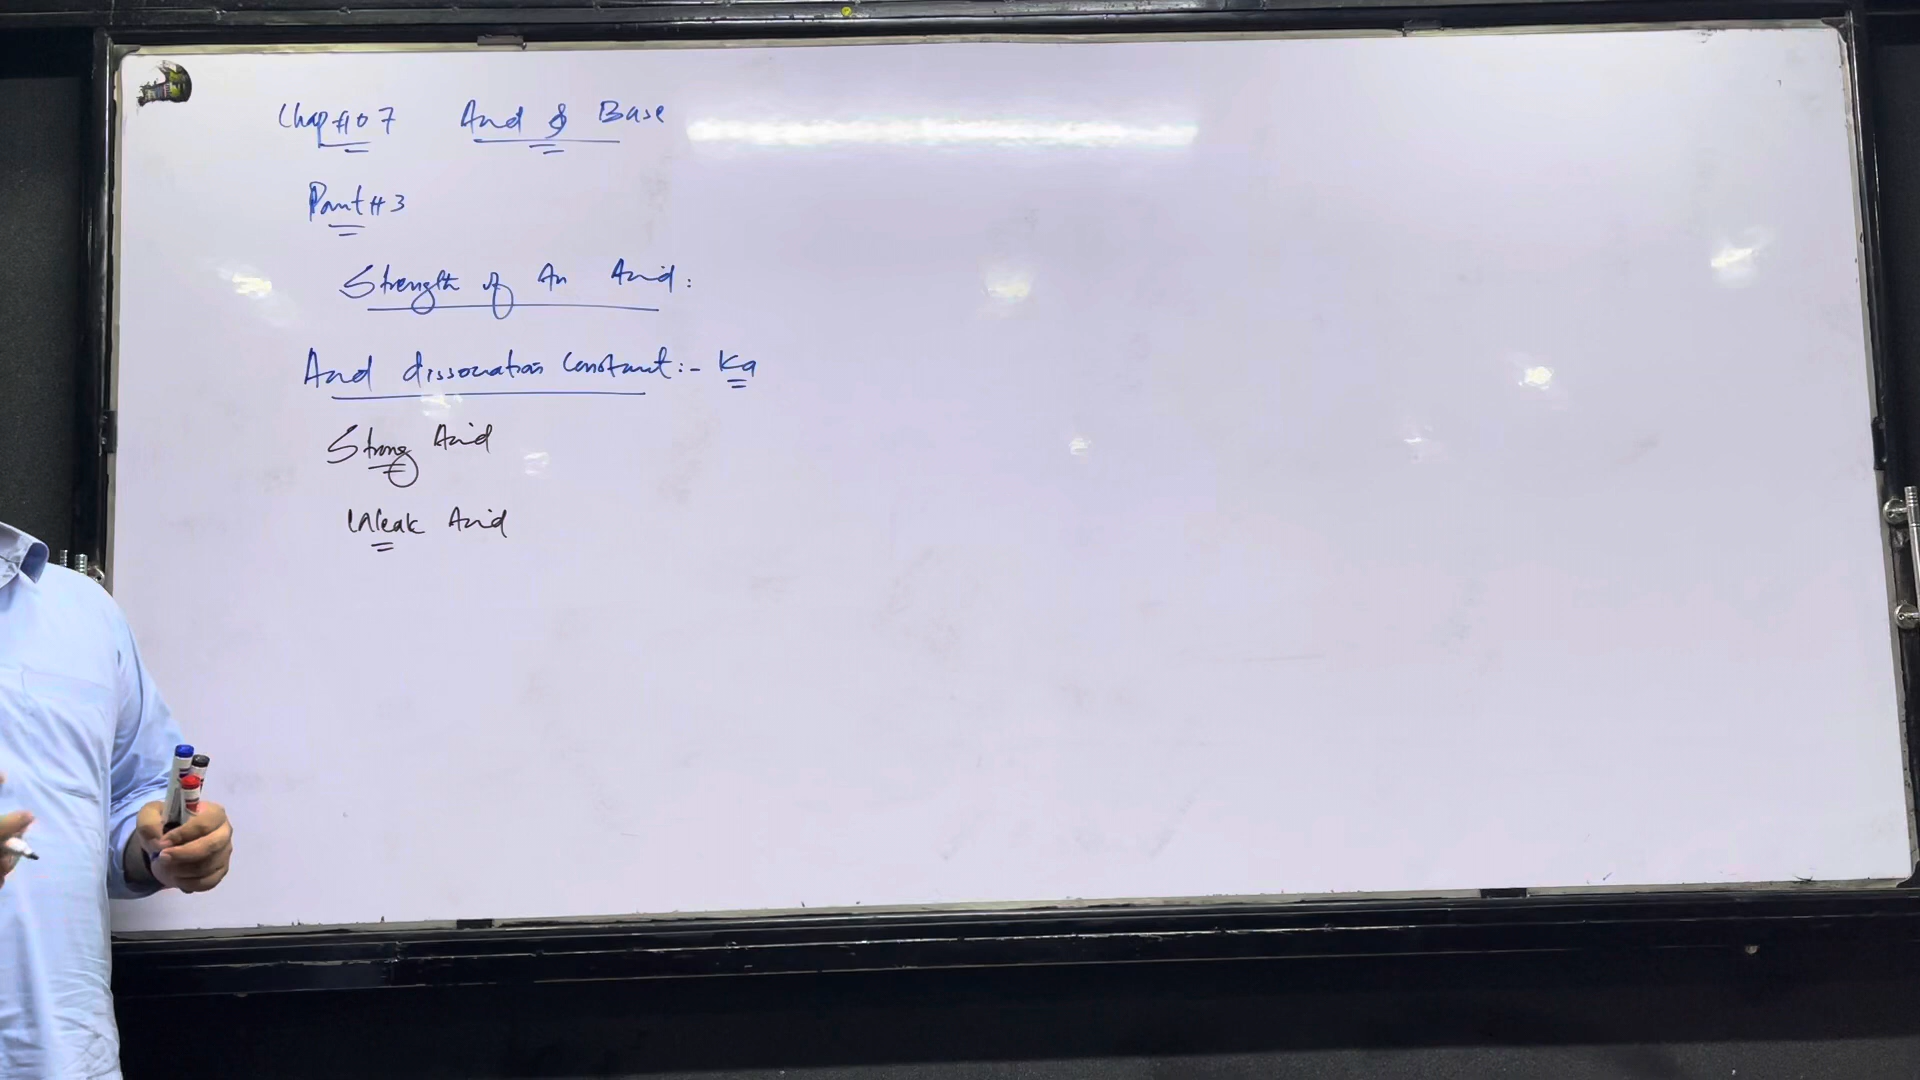 Chap #07 Acid & Base
Part # 3
Strength of An Acid:
Acid dissociation Constant:- Ka
Strong Acid
Weak Acid